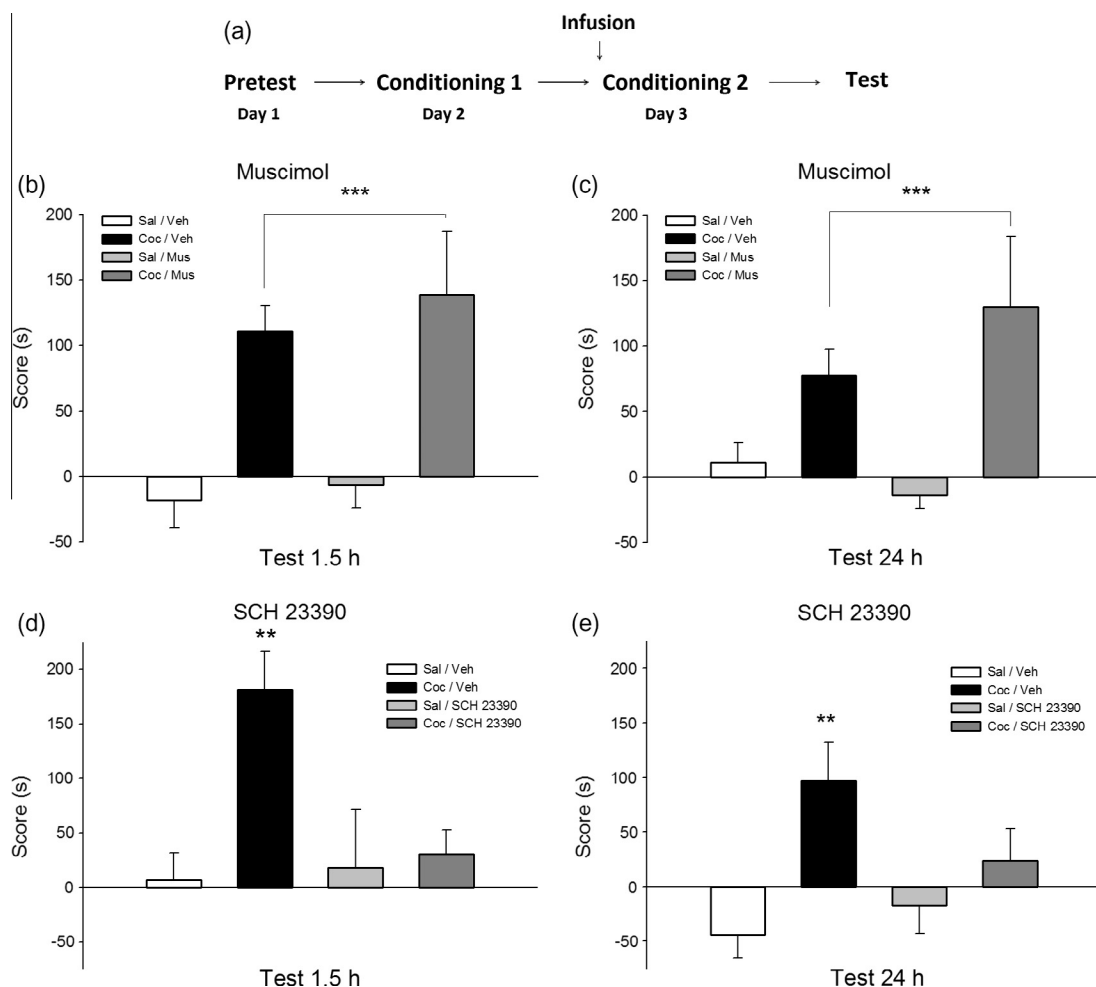 (a)
Infusion
Pretest Conditioning 1 Conditioning 2 Test
Day 1 Day 2 Day 3
(b)
Muscimol
***
200
150
100
50
0
-50
Score (s)
Sal / Veh
Coc / Veh
Sal / Mus
Coc / Mus
Test 1.5 h
(c)
Muscimol
***
200
150
100
50
0
-50
Score (s)
Sal / Veh
Coc / Veh
Sal / Mus
Coc / Mus
Test 24 h
(d)
SCH 23390
**
200
150
100
50
0
-50
Score (s)
Sal / Veh
Coc / Veh
Sal / SCH 23390
Coc / SCH 23390
Test 1.5 h
(e)
SCH 23390
**
200
150
100
50
0
-50
Score (s)
Sal / Veh
Coc / Veh
Sal / SCH 23390
Coc / SCH 23390
Test 24 h